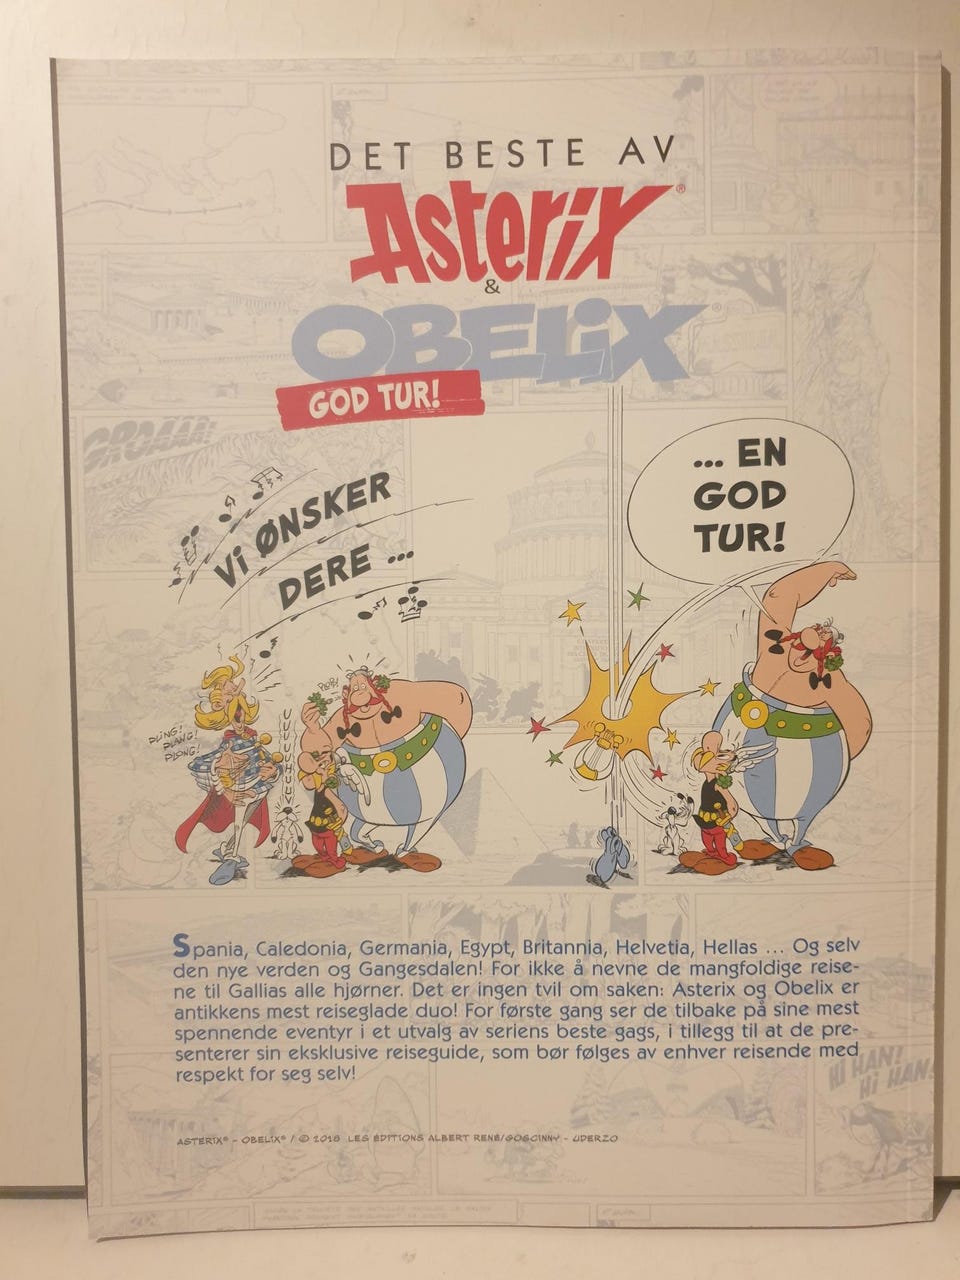 DET BESTE AV
Asterix®
&
OBELiX®
GOD TUR!
GROAAA!
Vi ØNSKER
DERE ...
... EN
GOD
TUR!
PLING!
PLANG!
PLONG!
UUUUUHUUV
Spania, Caledonia, Germania, Egypt, Britannia, Helvetia, Hellas ... Og selv
den nye verden og Gangesdalen! For ikke å nevne de mangfoldige reise-
ne til Gallias alle hjørner. Det er ingen tvil om saken: Asterix og Obelix er
antikkens mest reiseglade duo! For første gang ser de tilbake på sine mest
spennende eventyr i et utvalg av seriens beste gags, i tillegg til at de pre-
senterer sin eksklusive reiseguide, som bør følges av enhver reisende med
respekt for seg selv!
HI HAN!
HI HAN!
ASTERIX® - OBELIX® / © 2018 LES ÉDITIONS ALBERT RENÉ/GOSCINNY - UDERZO